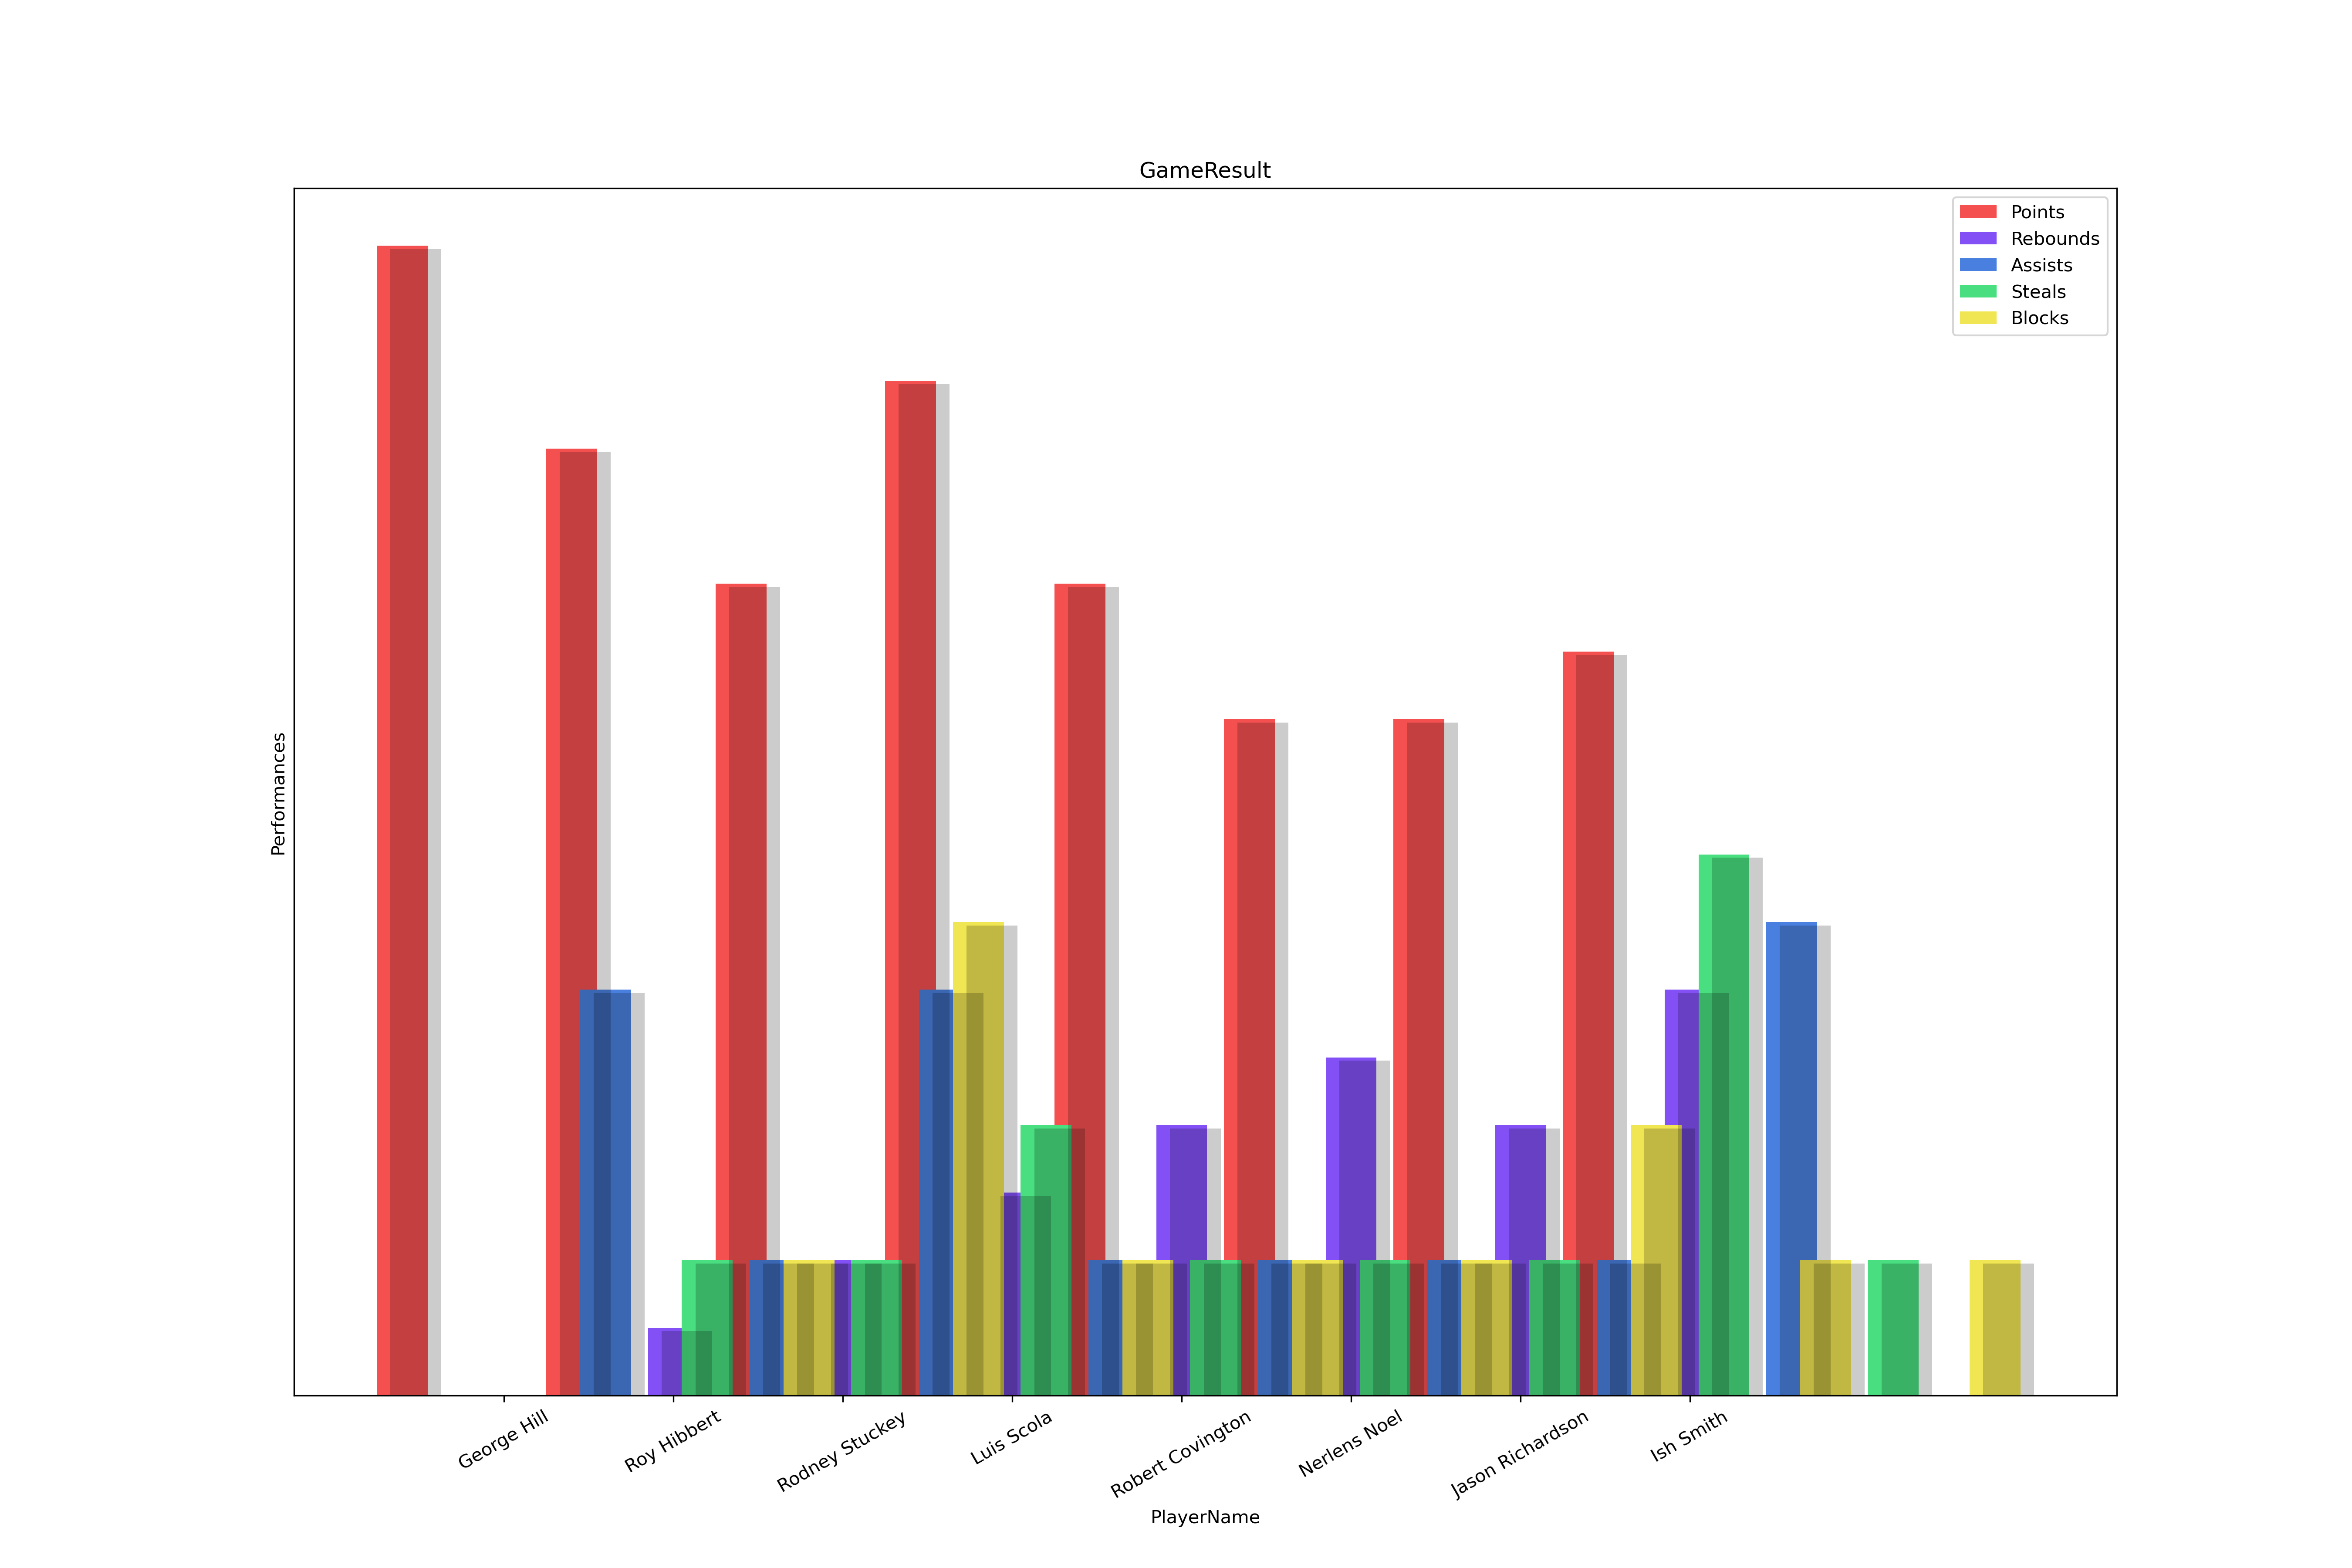 GameResult
Points
Rebounds
Assists
Steals
Blocks
Performances
George Hill
Roy Hibbert
Rodney Stuckey
Luis Scola
Robert Covington
Nerlens Noel
Jason Richardson
Ish Smith
PlayerName